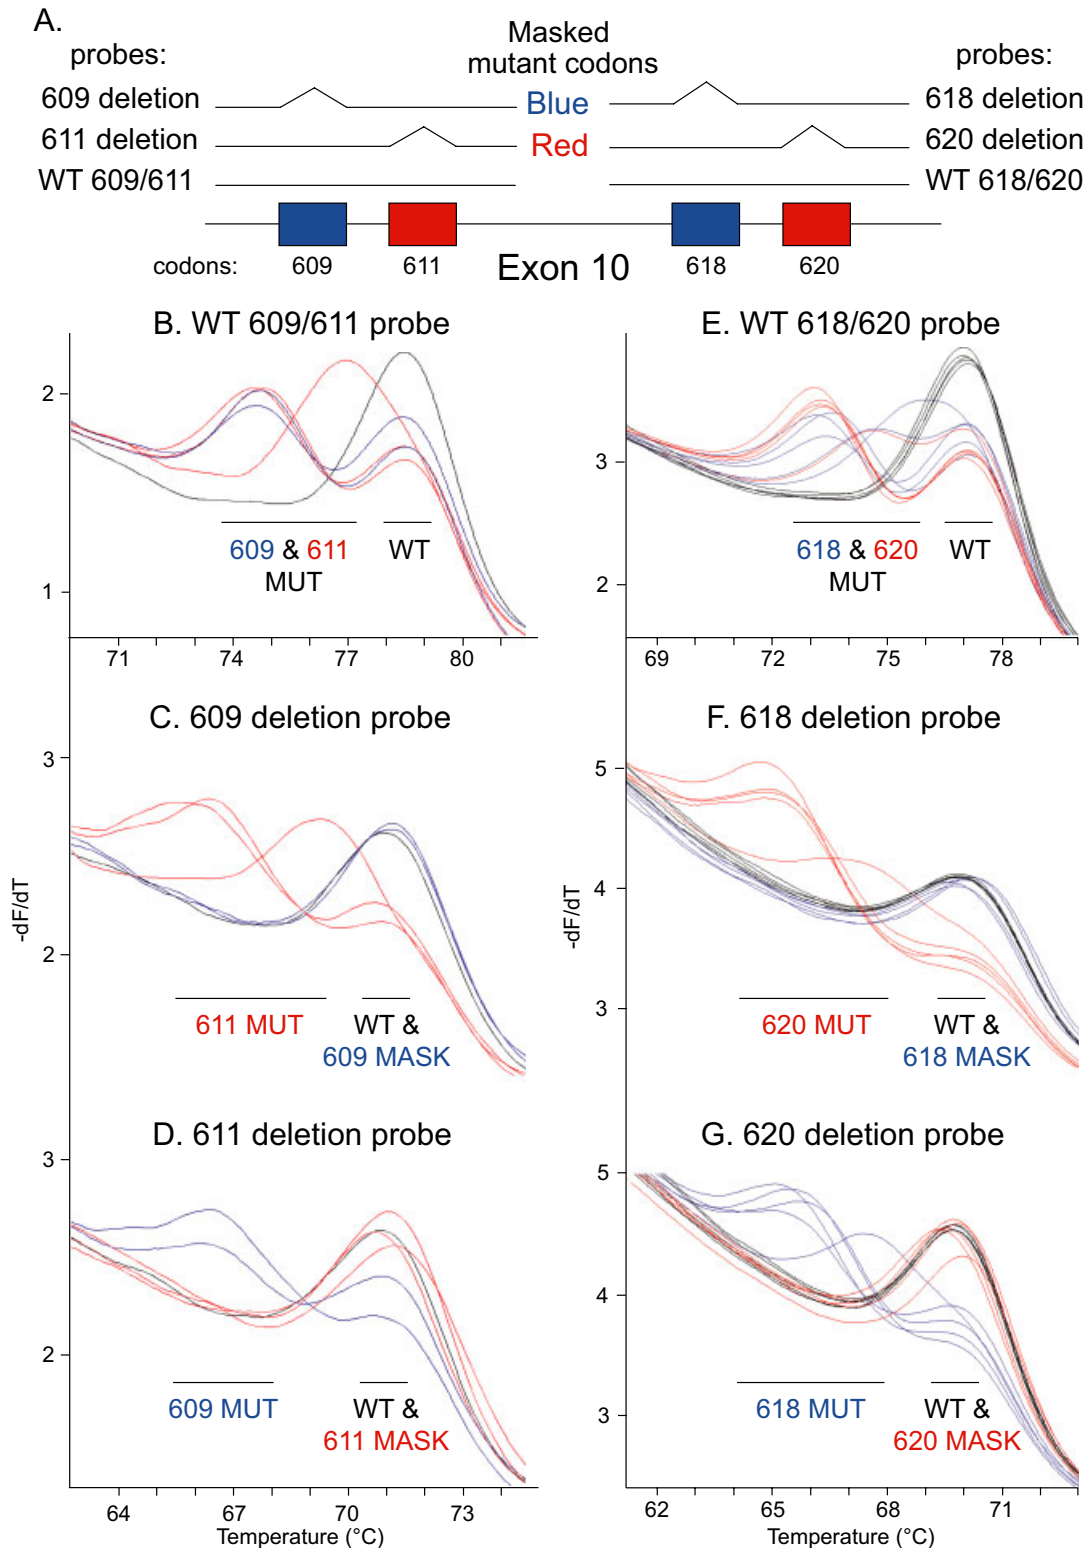 A.
probes:
Masked
mutant codons
probes:
609 deletion
Blue
618 deletion
611 deletion
Red
620 deletion
WT 609/611
WT 618/620
codons:
609
611
Exon 10
618
620
B. WT 609/611 probe
2
1
609 & 611
MUT
WT
71
74
77
80
E. WT 618/620 probe
3
2
618 & 620
MUT
WT
69
72
75
78
C. 609 deletion probe
3
2
-dF/dT
611 MUT
WT &
609 MASK
F. 618 deletion probe
5
4
3
-dF/dT
620 MUT
WT &
618 MASK
D. 611 deletion probe
3
2
609 MUT
WT &
611 MASK
64
67
70
73
Temperature (°C)
G. 620 deletion probe
5
4
3
618 MUT
WT &
620 MASK
62
65
68
71
Temperature (°C)